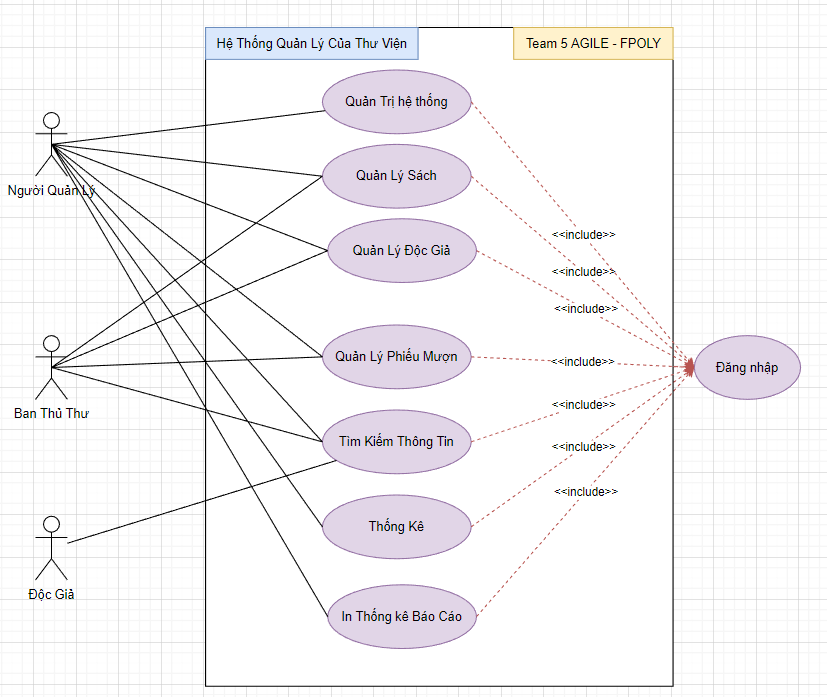 Hệ Thống Quản Lý Của Thư Viện
Team 5 AGILE - FPOLY
Quản Trị hệ thống
Người Quản Lý
Quản Lý Sách
<<include>>
Quản Lý Độc Giả
<<include>>
<<include>>
Quản Lý Phiếu Mượn
<<include>>
Đăng nhập
Ban Thủ Thư
<<include>>
Tìm Kiếm Thông Tin
<<include>>
<<include>>
Thống Kê
Độc Giả
In Thống kê Báo Cáo